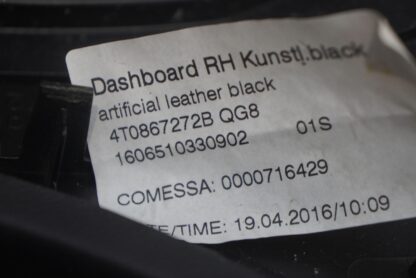 Dashboard RH Kunstl.black
artificial leather black
4T0867272B QG8
1606510330902 01S
COMESSA: 0000716429
/TIME: 19.04.2016/10:09